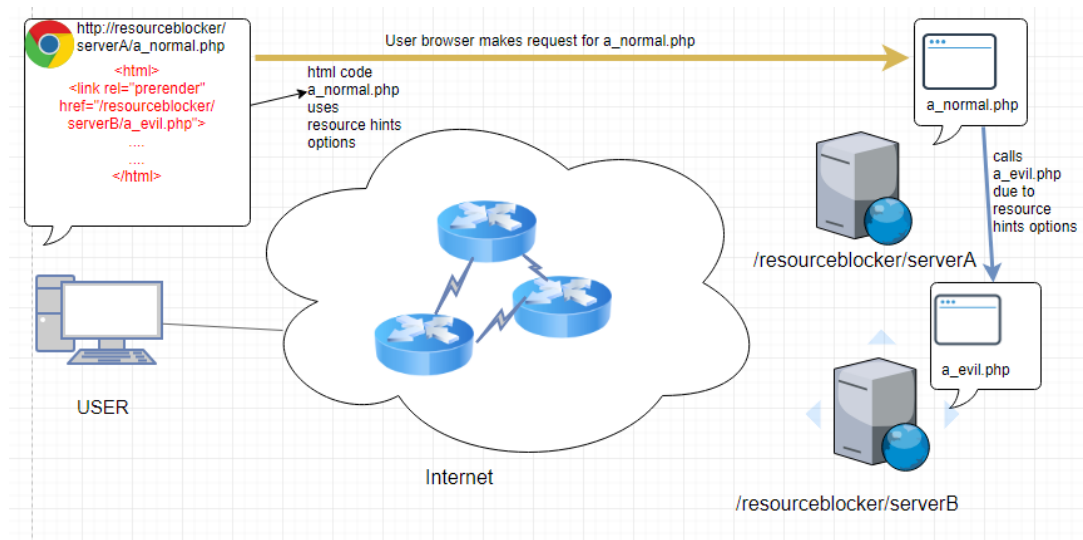 http://resourceblocker/
serverA/a_normal.php
<html>
<link rel="prerender"
href="/resourceblocker/
serverB/a_evil.php">
....
....
</html>
User browser makes request for a_normal.php
html code
a_normal.php
uses
resource hints
options
a_normal.php
calls
a_evil.php
due to
resource
hints options
/resourceblocker/serverA
a_evil.php
USER
Internet
/resourceblocker/serverB